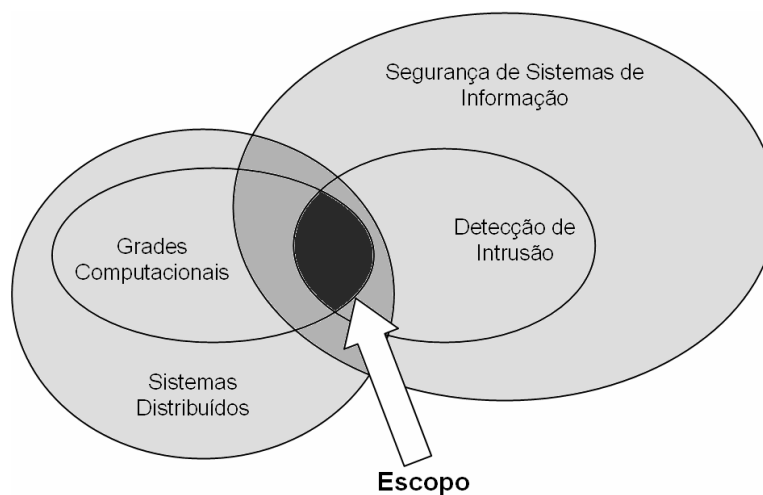 Segurança de Sistemas de
Informação
Detecção de
Intrusão
Grades
Computacionais
Sistemas
Distribuídos
Escopo